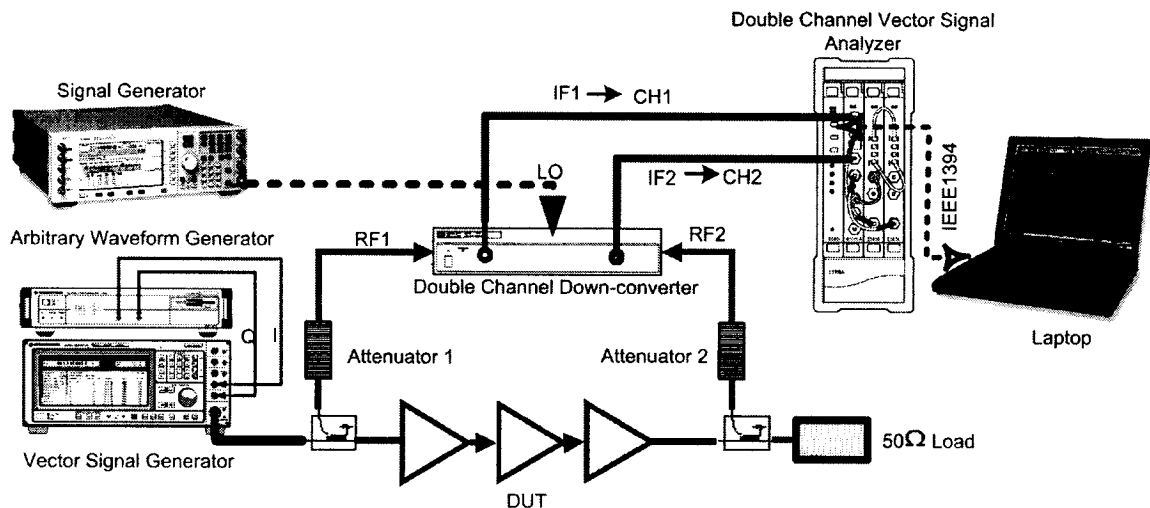 Double Channel Vector Signal
Analyzer
Signal Generator
IF1 → CH1
LO
IF2 → CH2
IEEE1394
Arbitrary Waveform Generator
RF1
RF2
Double Channel Down-converter
Q I
Attenuator 1
Attenuator 2
Laptop
50Ω Load
Vector Signal Generator
DUT